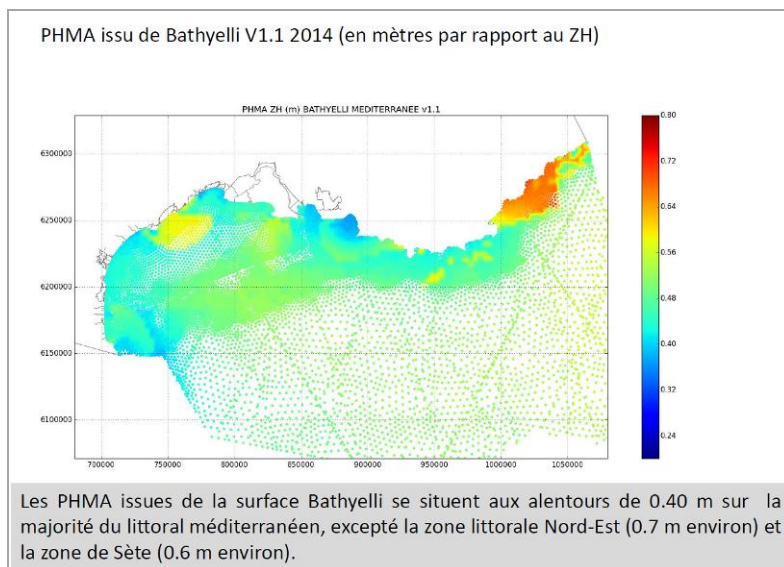 PHMA issu de Bathyelli V1.1 2014 (en mètres par rapport au ZH)
PHMA ZH (m) BATHYELLI MEDITERRANEE v1.1
6300000
6250000
6200000
6150000
6100000
700000 750000 800000 850000 900000 950000 1000000 1050000
0.80
0.72
0.64
0.56
0.48
0.40
0.32
0.24
Les PHMA issues de la surface Bathyelli se situent aux alentours de 0.40 m sur la
majorité du littoral méditerranéen, excepté la zone littorale Nord-Est (0.7 m environ) et
la zone de Sète (0.6 m environ).